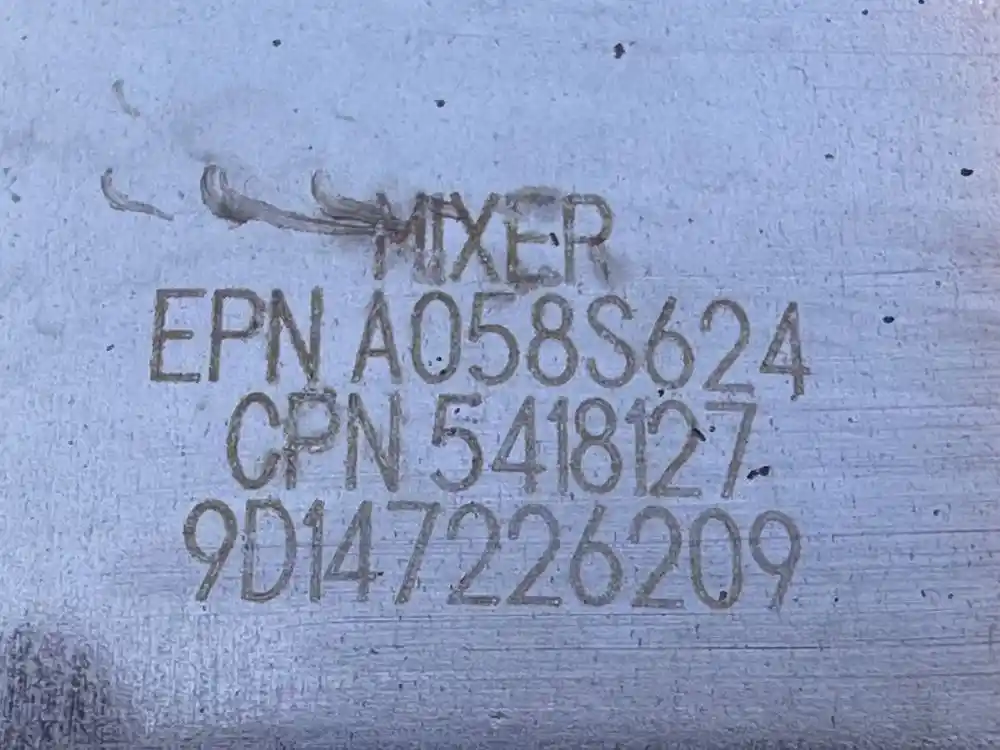 MIXER
EPN A058S624
CPN 5418127
9D147226209